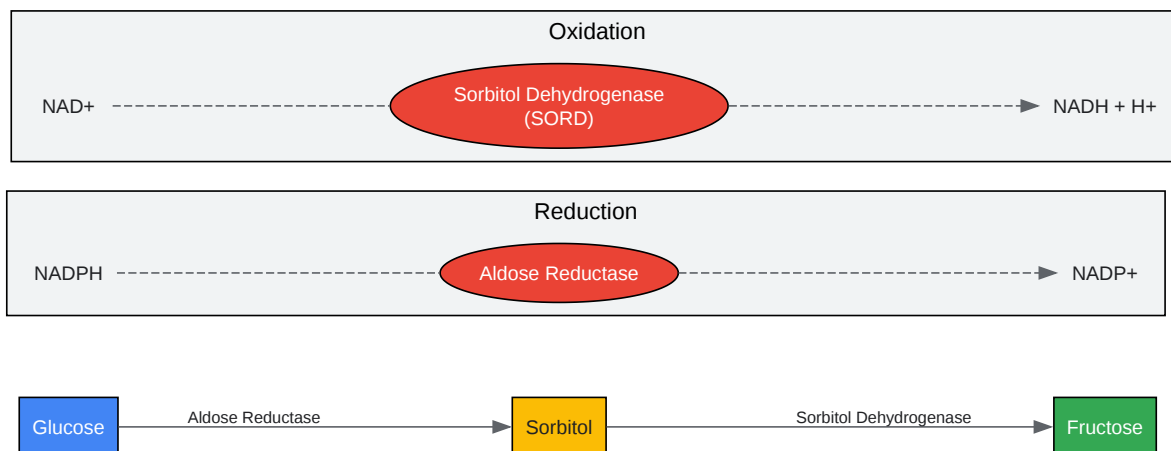 Oxidation
NAD+
Sorbitol Dehydrogenase
(SORD)
NADH + H+
Reduction
NADPH
Aldose Reductase
NADP+
Glucose
Aldose Reductase
Sorbitol
Sorbitol Dehydrogenase
Fructose